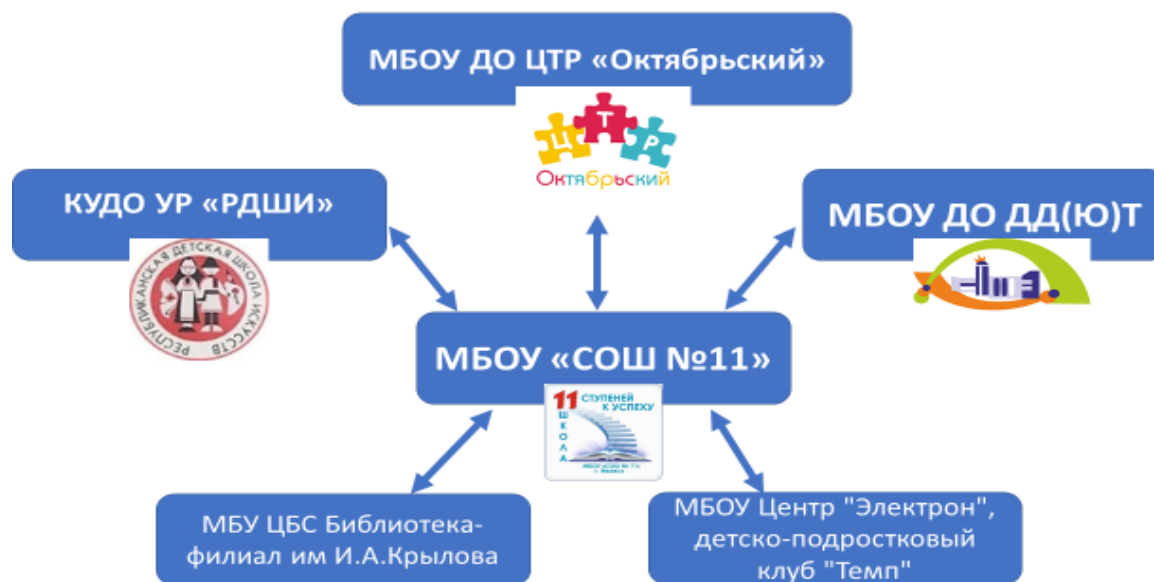 МБОУ ДО ЦТР «Октябрьский»
Ц Т Р
Октябрьский
КУДО УР «РДШИ»
РЕСПУБЛИКАНСКАЯ ДЕТСКАЯ ШКОЛА ИСКУССТВ
МБОУ ДО ДД(Ю)Т
МБОУ «СОШ №11»
11 СТУПЕНЕЙ
К УСПЕХУ
ШКОЛА
МБУ ЦБС Библиотека-
филиал им И.А.Крылова
МБОУ Центр "Электрон",
детско-подростковый
клуб "Темп"